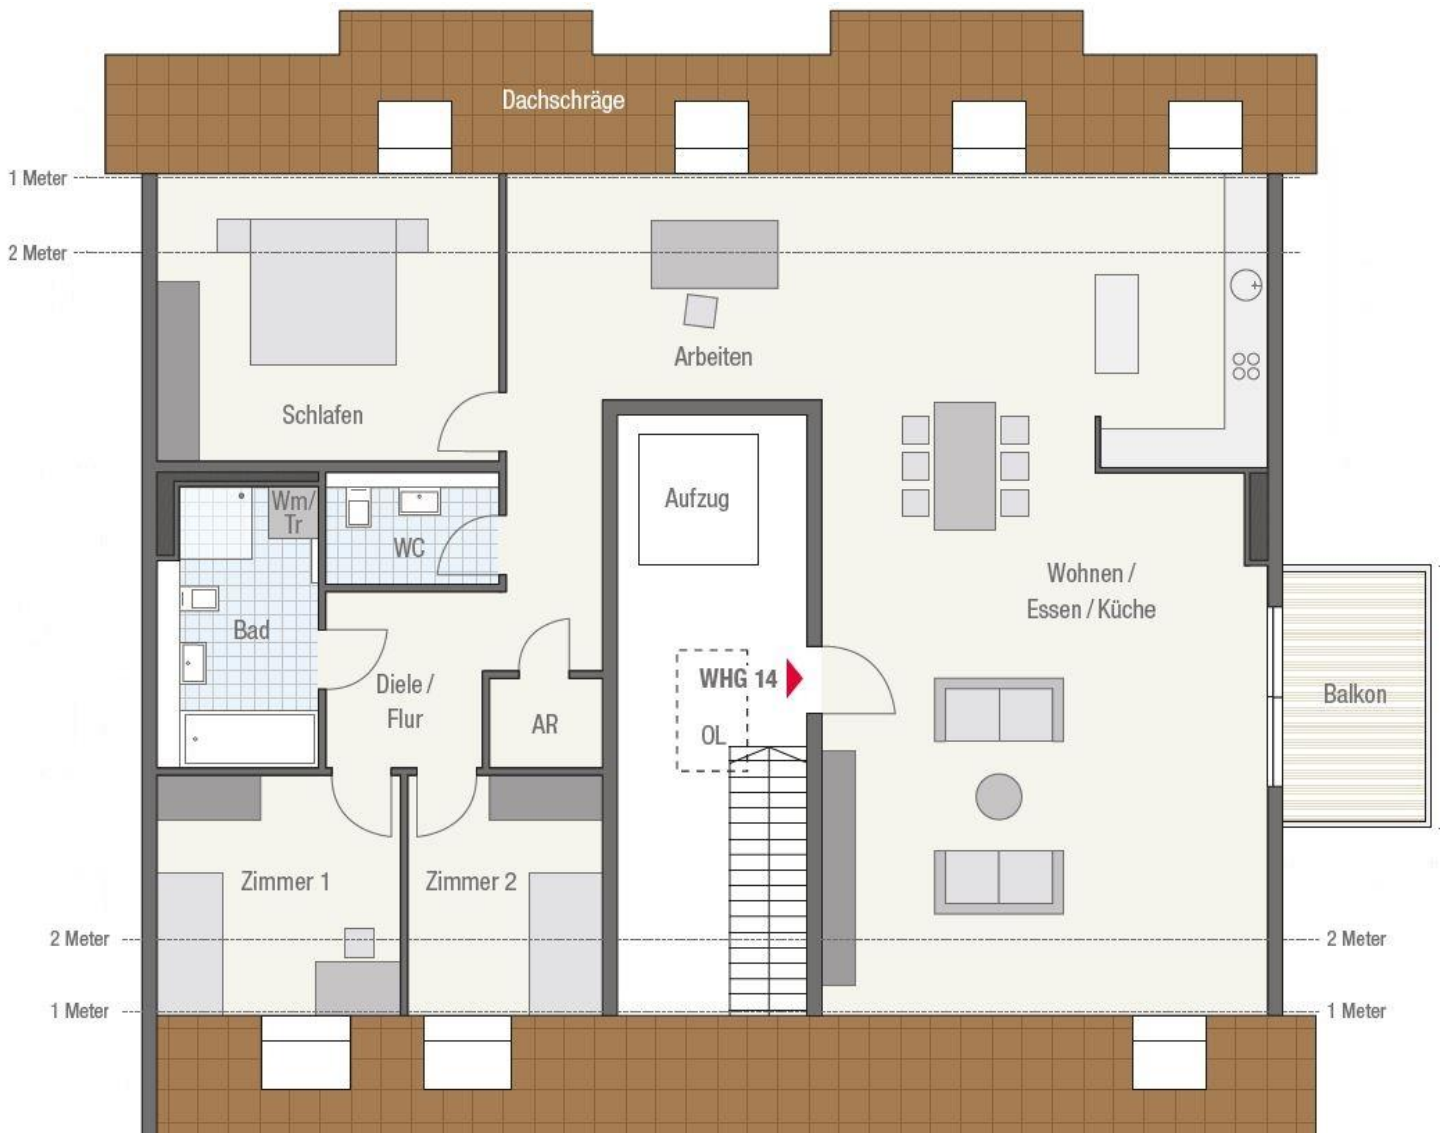 Dachschräge
1 Meter
2 Meter
Arbeiten
Schlafen
Aufzug
Wm/
Tr
WC
Wohnen /
Essen / Küche
Bad
Diele /
Flur
WHG 14
Balkon
AR
OL
Zimmer 1
Zimmer 2
2 Meter
2 Meter
1 Meter
1 Meter